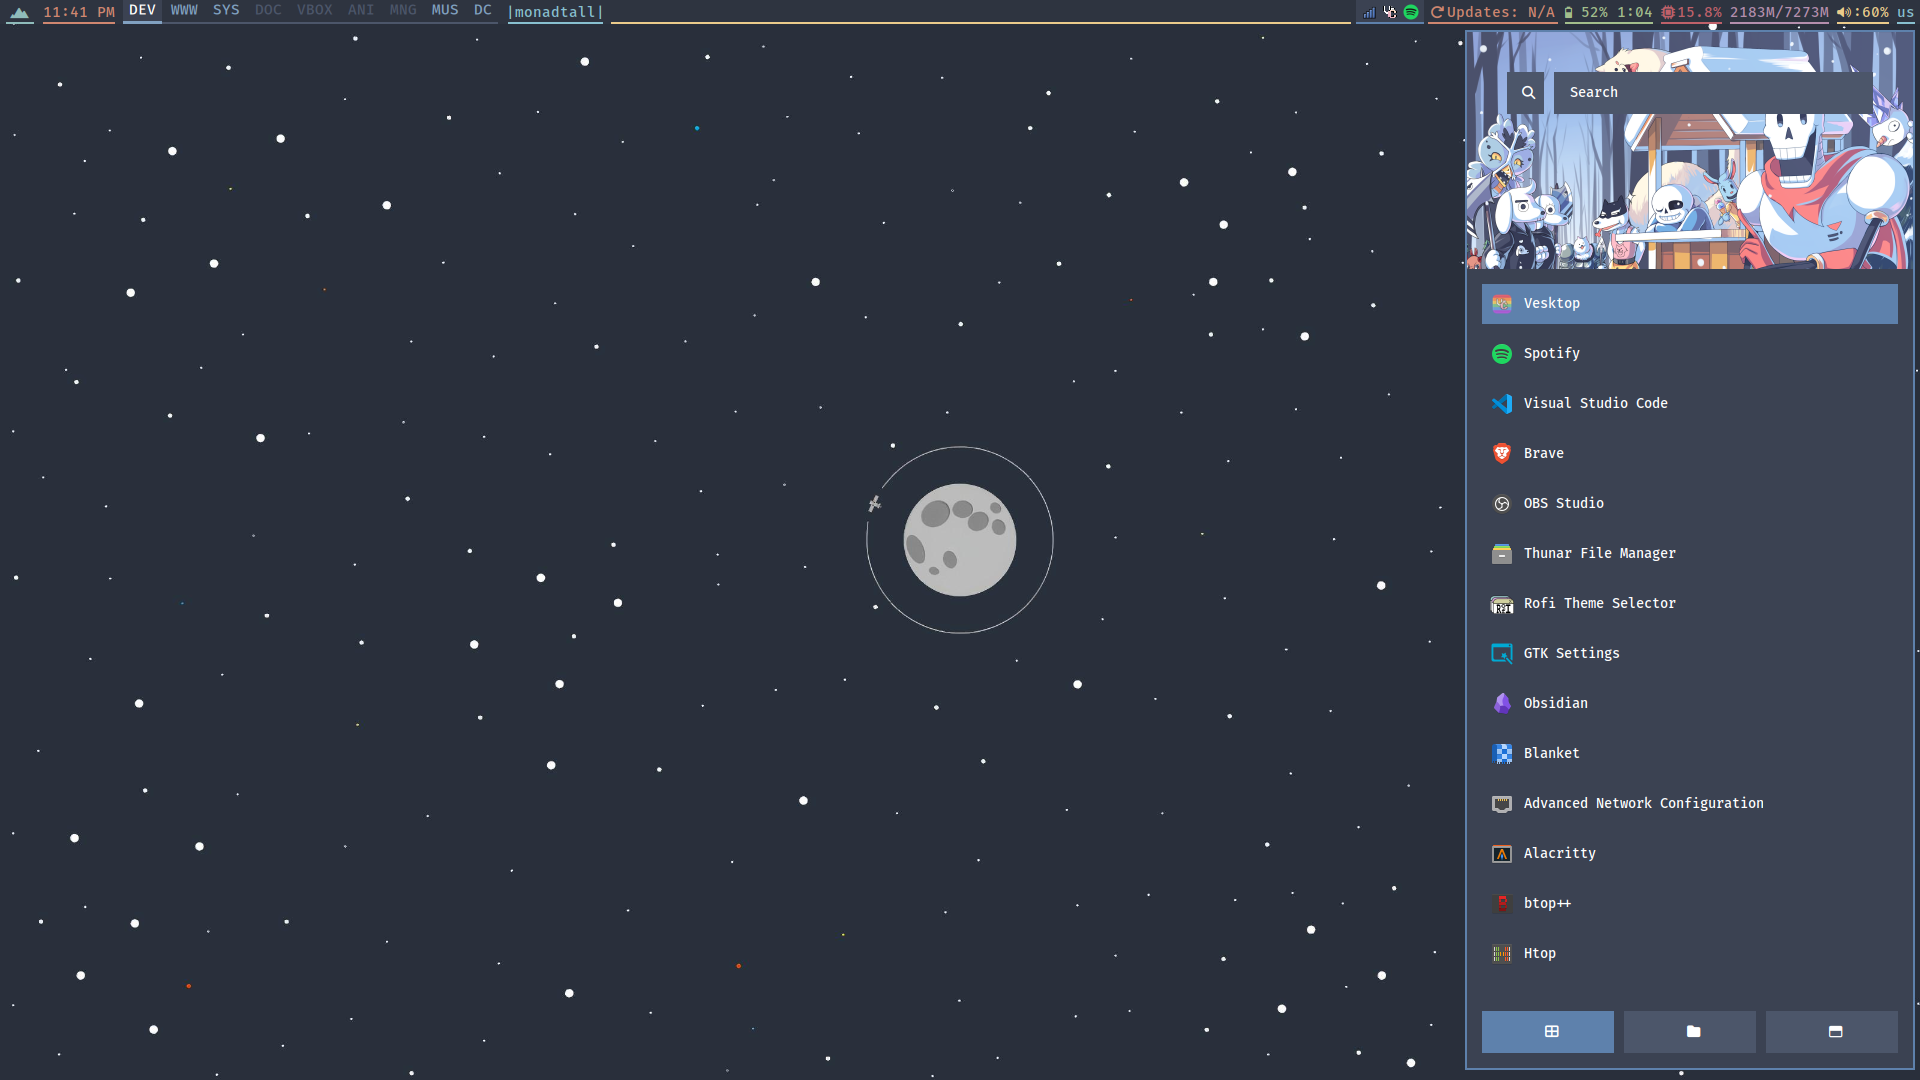 11:41 PM DEV WWW SYS DOC VBOX ANI MNG MUS DC |monadtall| Updates: N/A 52% 1:04 15.8% 2183M/7273M :60% us
Search
Vesktop
Spotify
Visual Studio Code
Brave
OBS Studio
Thunar File Manager
Rofi Theme Selector
GTK Settings
Obsidian
Blanket
Advanced Network Configuration
Alacritty
btop++
Htop